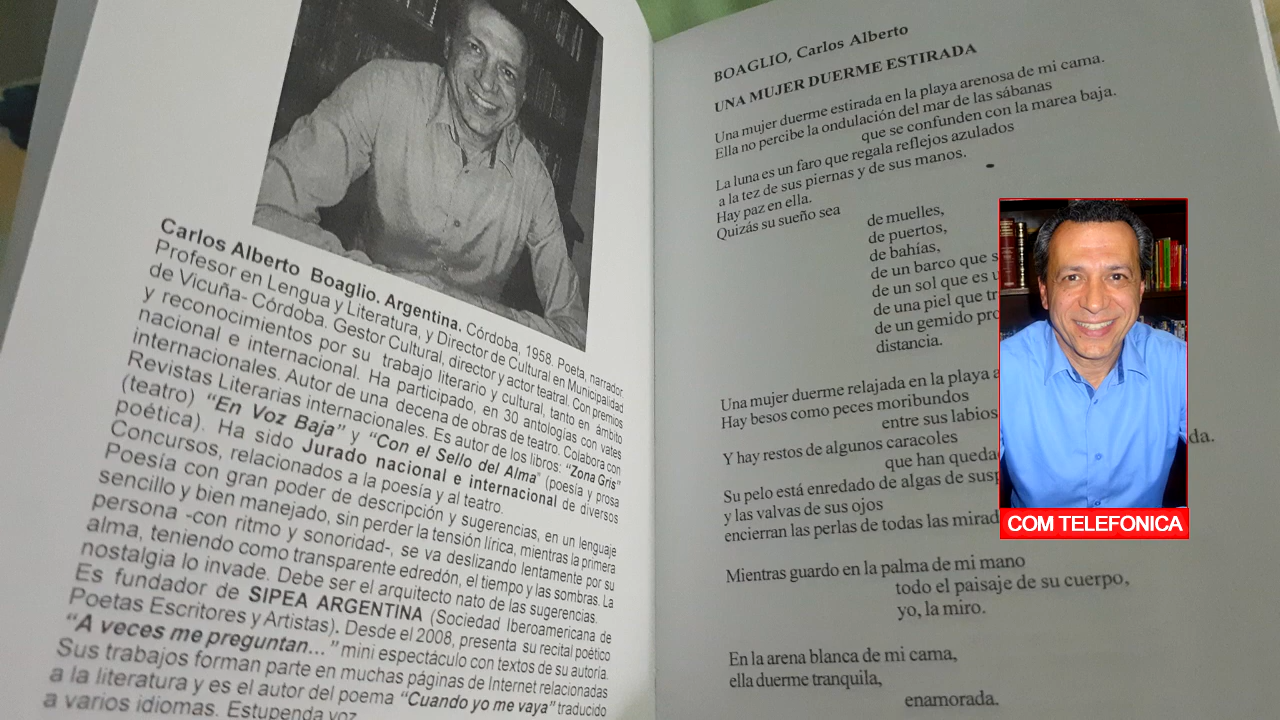 Carlos Alberto Boaglio. Argentina. Córdoba, 1958. Poeta, narrador.
Profesor en Lengua y Literatura, y Director de Cultural en Municipalidad
de Vicuña- Córdoba. Gestor Cultural, director y actor teatral. Con premios
y reconocimientos por su trabajo literario y cultural, tanto en ámbito
nacional e internacional. Ha participado, en 30 antologías con vates
internacionales. Autor de una decena de obras de teatro. Colabora con
Revistas Literarias internacionales. Es autor de los libros: "Zona Gris"
(teatro) "En Voz Baja" y "Con el Sello del Alma" (poesía y prosa
poética). Ha sido Jurado nacional e internacional de diversos
Concursos, relacionados a la poesía y al teatro.
Poesía con gran poder de descripción y sugerencias, en un lenguaje
sencillo y bien manejado, sin perder la tensión lírica, mientras la primera
persona -con ritmo y sonoridad-, se va deslizando lentamente por su
alma, teniendo como transparente edredón, el tiempo y las sombras. La
nostalgia lo invade. Debe ser el arquitecto nato de las sugerencias.
Es fundador de SIPEA ARGENTINA (Sociedad Iberoamericana de
Poetas Escritores y Artistas). Desde el 2008, presenta su recital poético
"A veces me preguntan..." mini espectáculo con textos de su autoría.
Sus trabajos forman parte en muchas páginas de Internet relacionadas
a la literatura y es el autor del poema "Cuando yo me vaya" traducido
a varios idiomas. Estupenda voz
BOAGLIO, Carlos Alberto
UNA MUJER DUERME ESTIRADA
Una mujer duerme estirada en la playa arenosa de mi cama.
Ella no percibe la ondulación del mar de las sábanas
que se confunden con la marea baja.
La luna es un faro que regala reflejos azulados
a la tez de sus piernas y de sus manos.
Hay paz en ella.
Quizás su sueño sea
de muelles,
de puertos,
de bahías,
de un barco que s
de un sol que es u
de una piel que tr
de un gemido pro
distancia.
Una mujer duerme relajada en la playa a
Hay besos como peces moribundos
entre sus labios
Y hay restos de algunos caracoles
que han queda da.
Su pelo está enredado de algas de susp
y las valvas de sus ojos
encierran las perlas de todas las mirad
Mientras guardo en la palma de mi mano
todo el paisaje de su cuerpo,
yo, la miro.
En la arena blanca de mi cama,
ella duerme tranquila,
enamorada.
COM TELEFONICA